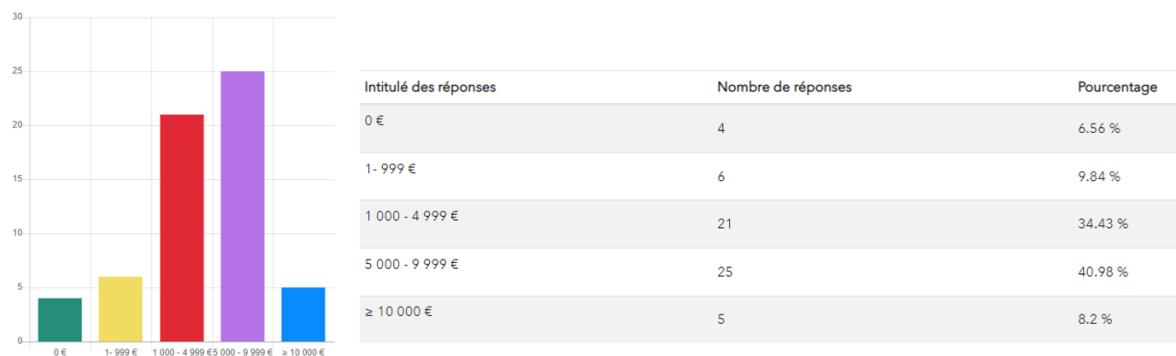 30
25
20
15
10
5
0
0 € 1- 999 € 1 000 - 4 999 € 5 000 - 9 999 € ≥ 10 000 €
Intitulé des réponses Nombre de réponses Pourcentage
0 € 4 6.56 %
1- 999 € 6 9.84 %
1 000 - 4 999 € 21 34.43 %
5 000 - 9 999 € 25 40.98 %
≥ 10 000 € 5 8.2 %